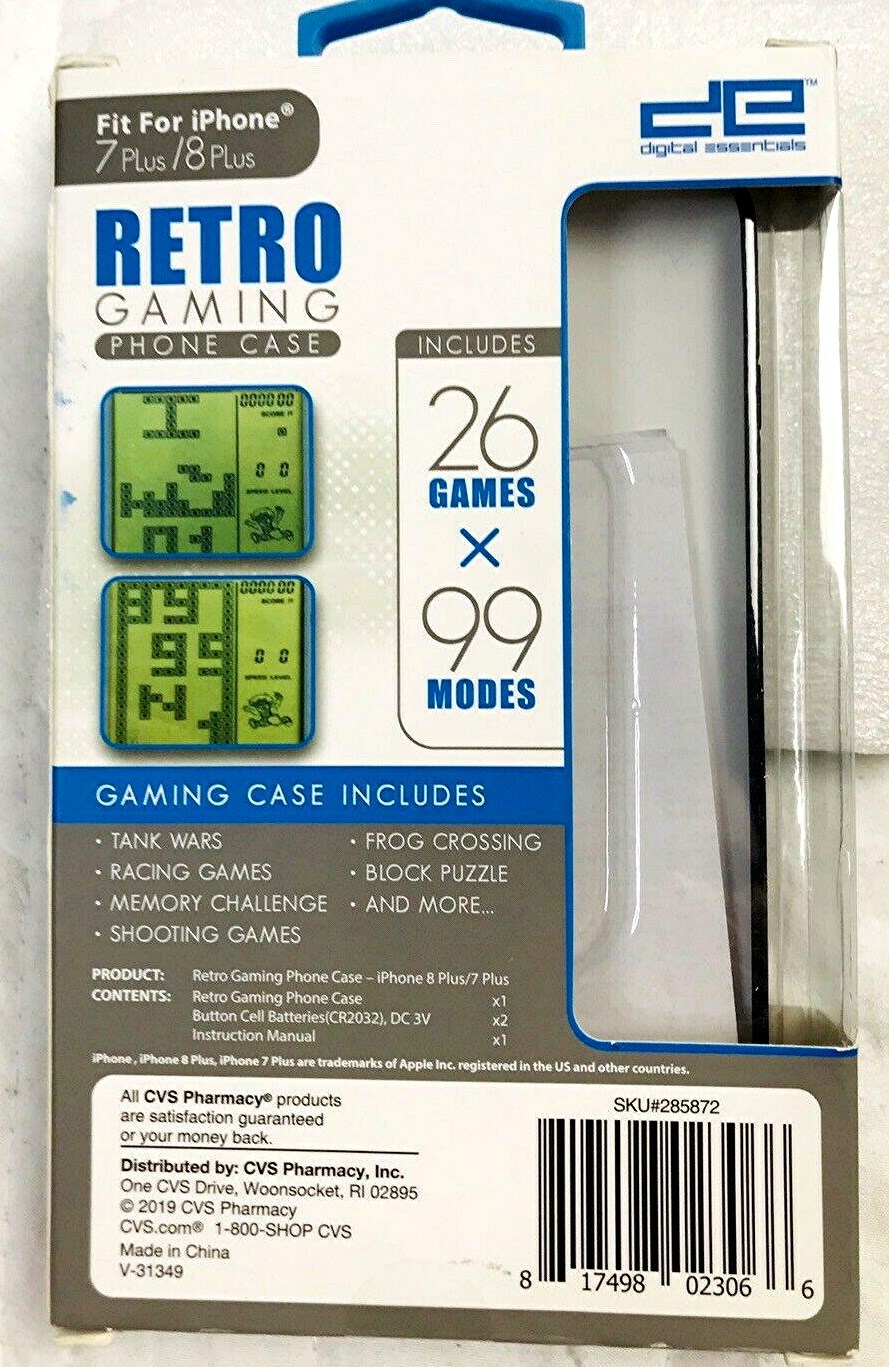 Fit For iPhone®
7 Plus /8 Plus
de™
digital essentials
RETRO
GAMING
PHONE CASE
INCLUDES
26
GAMES
×
99
MODES
000000
SCORE
0 0
SPEED LEVEL
000000
SCORE
0 0
SPEED LEVEL
GAMING CASE INCLUDES
• TANK WARS
• RACING GAMES
• MEMORY CHALLENGE
• SHOOTING GAMES
• FROG CROSSING
• BLOCK PUZZLE
• AND MORE...
PRODUCT: Retro Gaming Phone Case – iPhone 8 Plus/7 Plus
CONTENTS: Retro Gaming Phone Case x1
Button Cell Batteries(CR2032), DC 3V x2
Instruction Manual x1
iPhone , iPhone 8 Plus, iPhone 7 Plus are trademarks of Apple Inc. registered in the US and other countries.
All CVS Pharmacy® products
are satisfaction guaranteed
or your money back.
Distributed by: CVS Pharmacy, Inc.
One CVS Drive, Woonsocket, RI 02895
© 2019 CVS Pharmacy
CVS.com® 1-800-SHOP CVS
Made in China
V-31349
SKU#285872
8 17498 02306 6